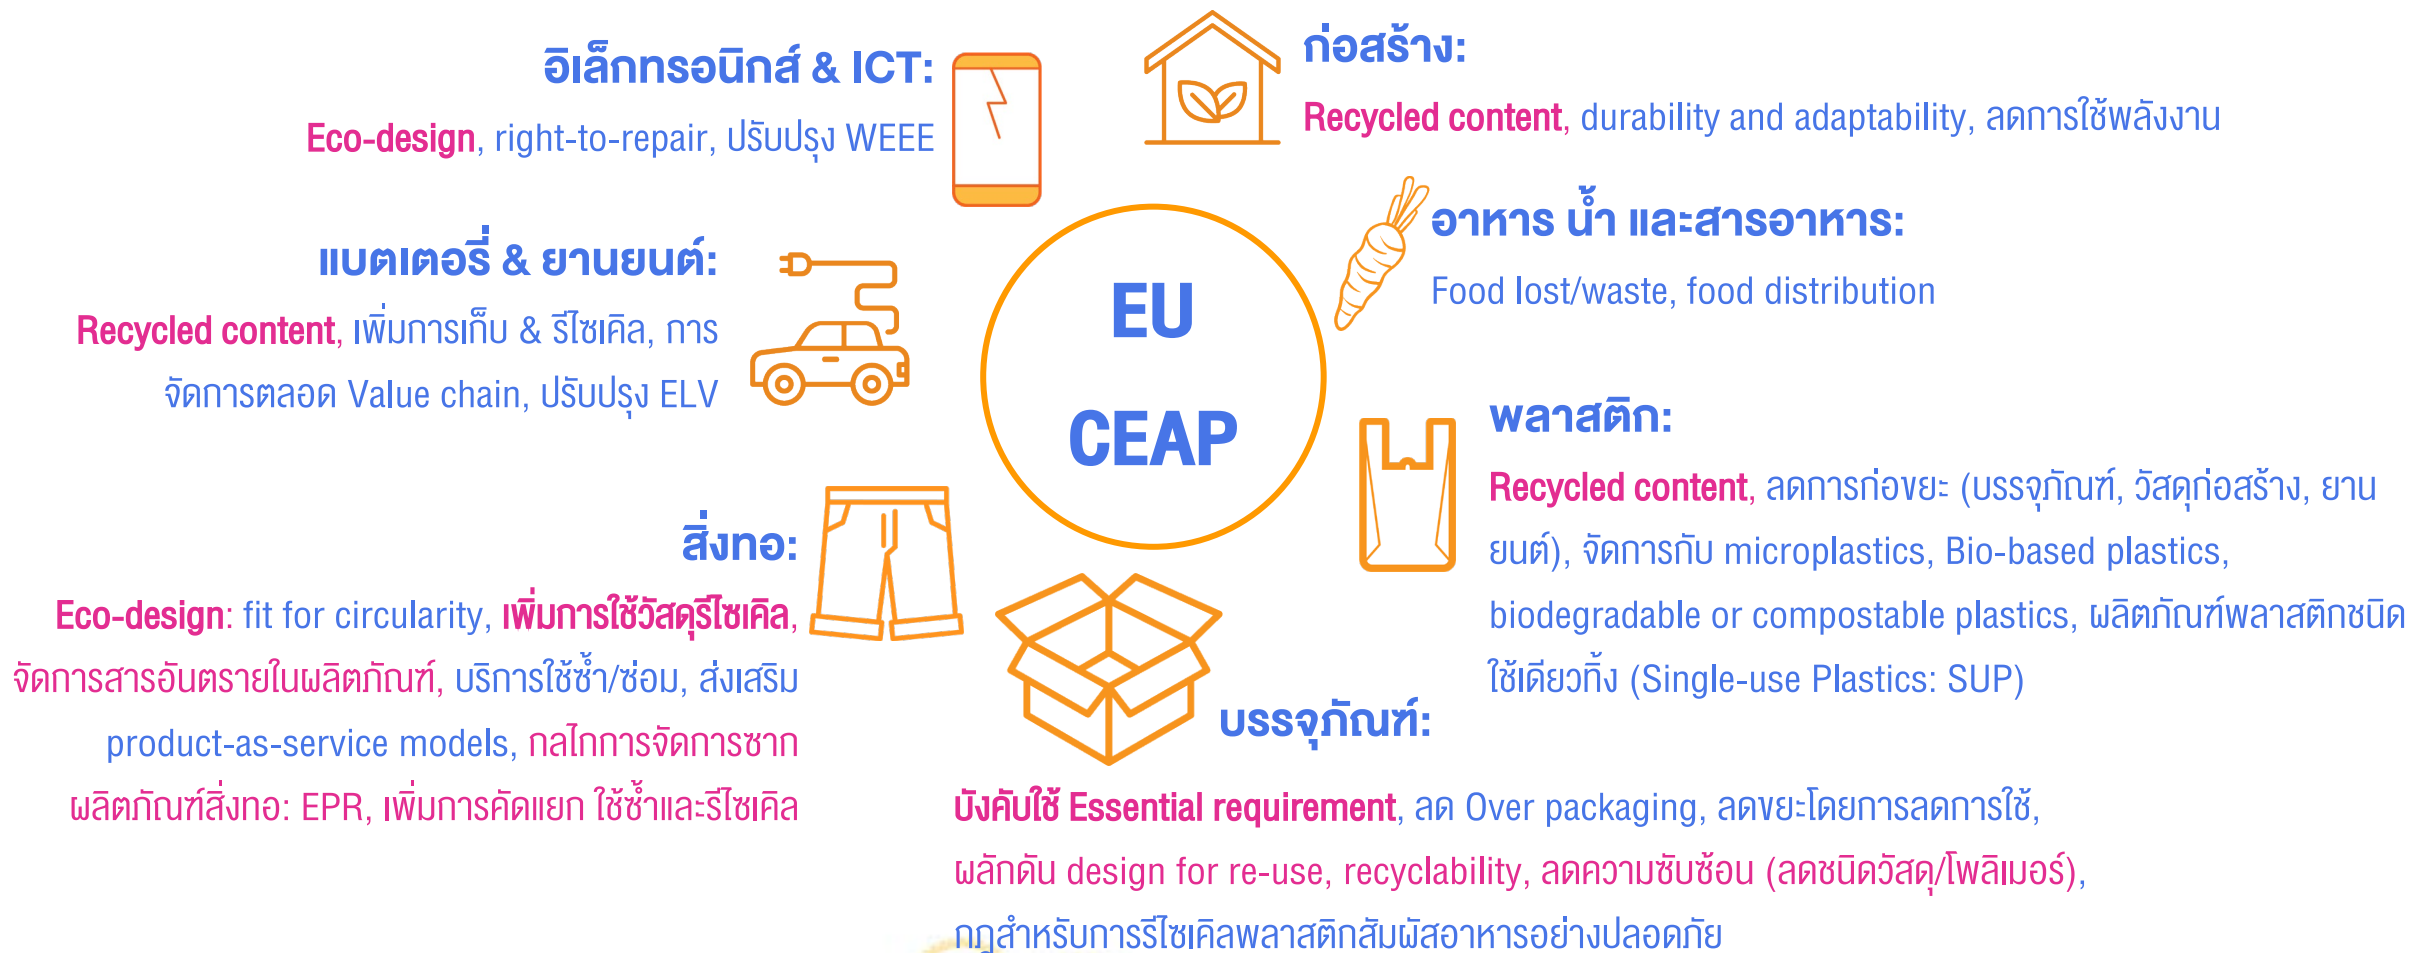 อิเล็กทรอนิกส์ & ICT:
Eco-design, right-to-repair, ปรับปรุง WEEE
แบตเตอรี่ & ยานยนต์:
Recycled content, เพิ่มการเก็บ & รีไซเคิล, การ
จัดการตลอด Value chain, ปรับปรุง ELV
สิ่งทอ:
Eco-design: fit for circularity, เพิ่มการใช้วัสดุรีไซเคิล,
จัดการสารอันตรายในผลิตภัณฑ์, บริการใช้ซ้ำ/ซ่อม, ส่งเสริม
product-as-service models, กลไกการจัดการซาก
ผลิตภัณฑ์สิ่งทอ: EPR, เพิ่มการคัดแยก ใช้ซ้ำและรีไซเคิล
EU
CEAP
ก่อสร้าง:
Recycled content, durability and adaptability, ลดการใช้พลังงาน
อาหาร น้ำ และสารอาหาร:
Food lost/waste, food distribution
พลาสติก:
Recycled content, ลดการก่อขยะ (บรรจุภัณฑ์, วัสดุก่อสร้าง, ยาน
ยนต์), จัดการกับ microplastics, Bio-based plastics,
biodegradable or compostable plastics, ผลิตภัณฑ์พลาสติกชนิด
ใช้เดียวทิ้ง (Single-use Plastics: SUP)
บรรจุภัณฑ์:
บังคับใช้ Essential requirement, ลด Over packaging, ลดขยะโดยการลดการใช้,
ผลักดัน design for re-use, recyclability, ลดความซับซ้อน (ลดชนิดวัสดุ/โพลิเมอร์),
กฎสำหรับการรีไซเคิลพลาสติกสัมผัสอาหารอย่างปลอดภัย